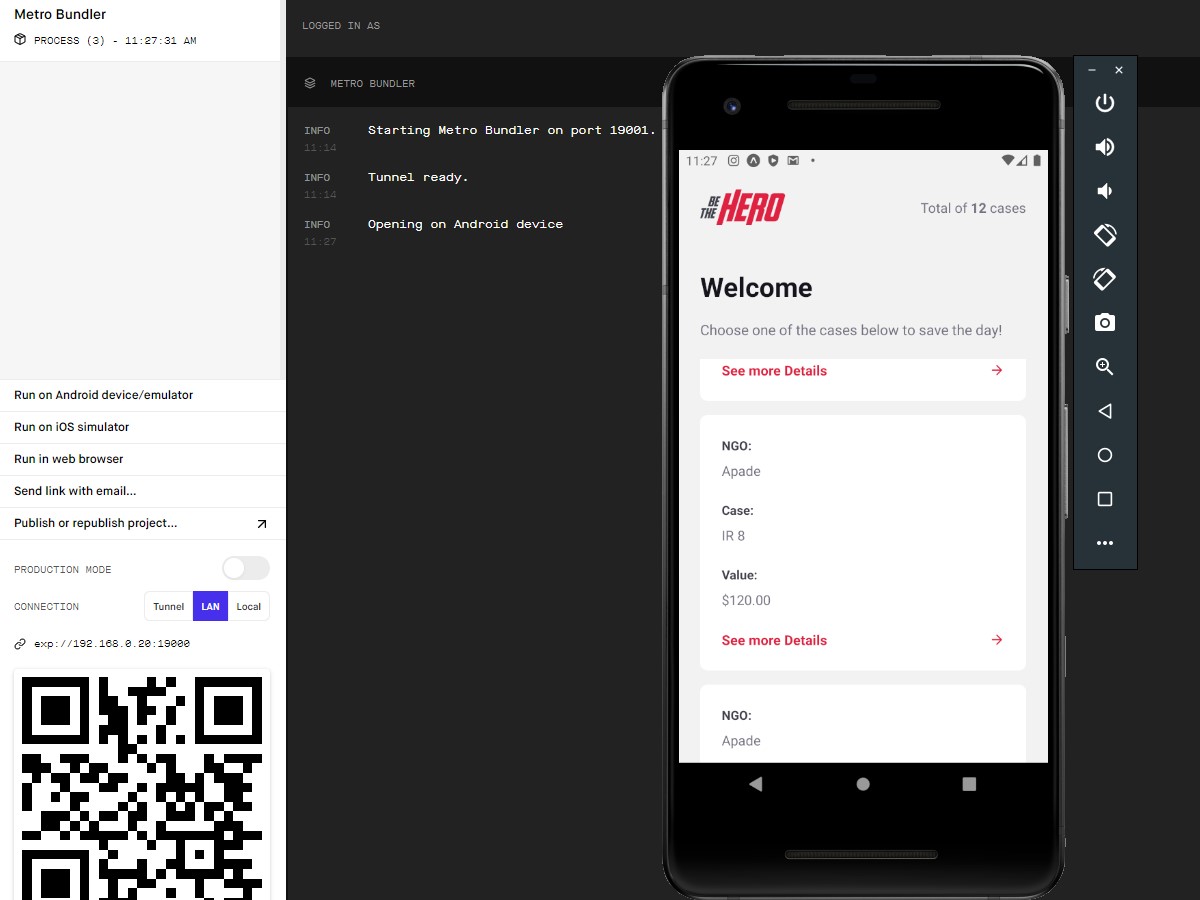 Metro Bundler
PROCESS (3) - 11:27:31 AM
Run on Android device/emulator
Run on iOS simulator
Run in web browser
Send link with email...
Publish or republish project...
PRODUCTION MODE
CONNECTION
Tunnel
LAN
Local
exp://192.168.0.20:19000
LOGGED IN AS
METRO BUNDLER
INFO Starting Metro Bundler on port 19001.
11:14
INFO Tunnel ready.
11:14
INFO Opening on Android device
11:27
11:27
BE THE HERO
Total of 12 cases
Welcome
Choose one of the cases below to save the day!
See more Details
NGO:
Apade
Case:
IR 8
Value:
$120.00
See more Details
NGO:
Apade